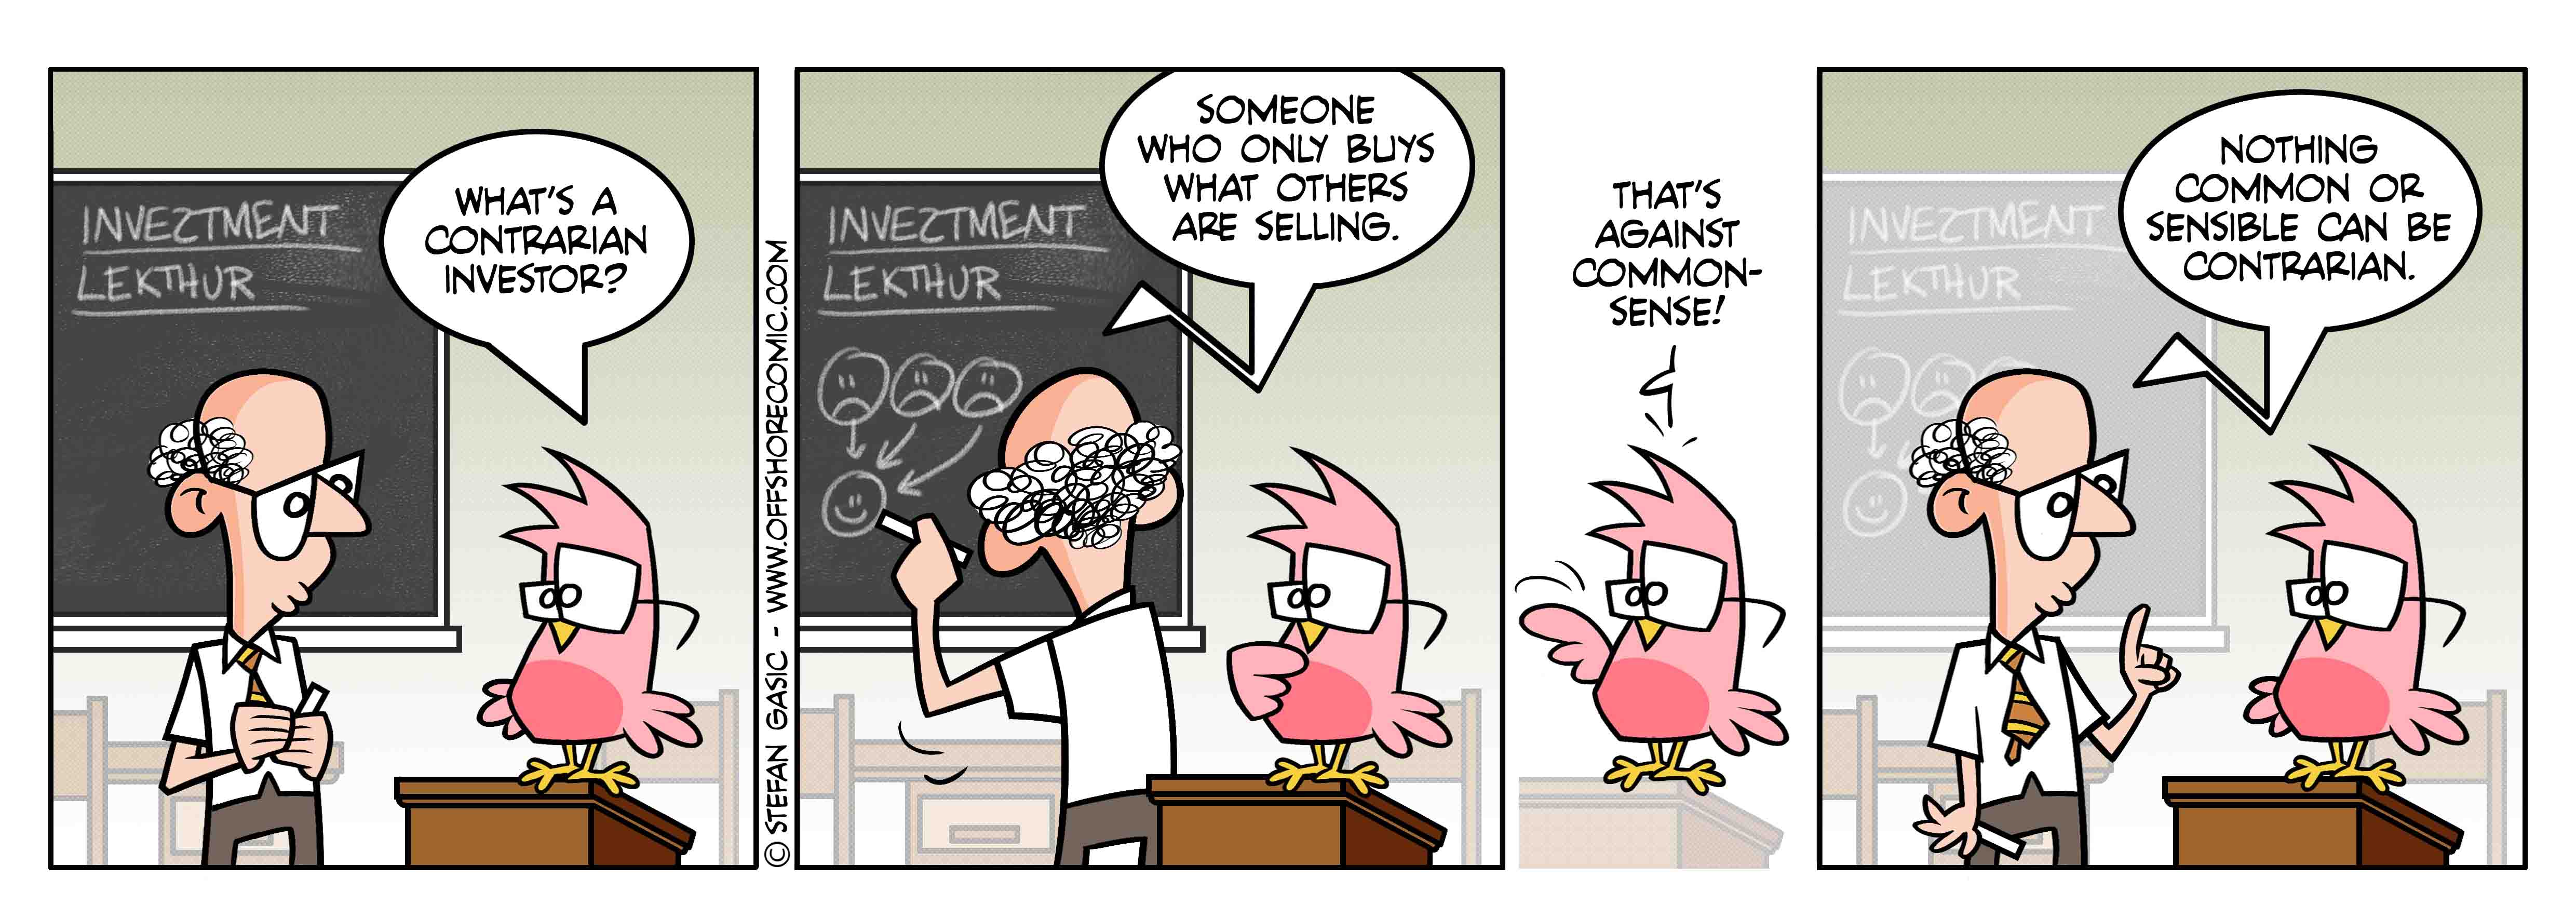 INVEZTMENT
LEKTHUR
WHAT'S A
CONTRARIAN
INVESTOR?
© STEFAN GASIC - WWW.OFFSHORECOMIC.COM
INVEZTMENT
LEKTHUR
SOMEONE
WHO ONLY BUYS
WHAT OTHERS
ARE SELLING.
THAT'S
AGAINST
COMMON-
SENSE!
INVEZTMENT
LEKTHUR
NOTHING
COMMON OR
SENSIBLE CAN BE
CONTRARIAN.